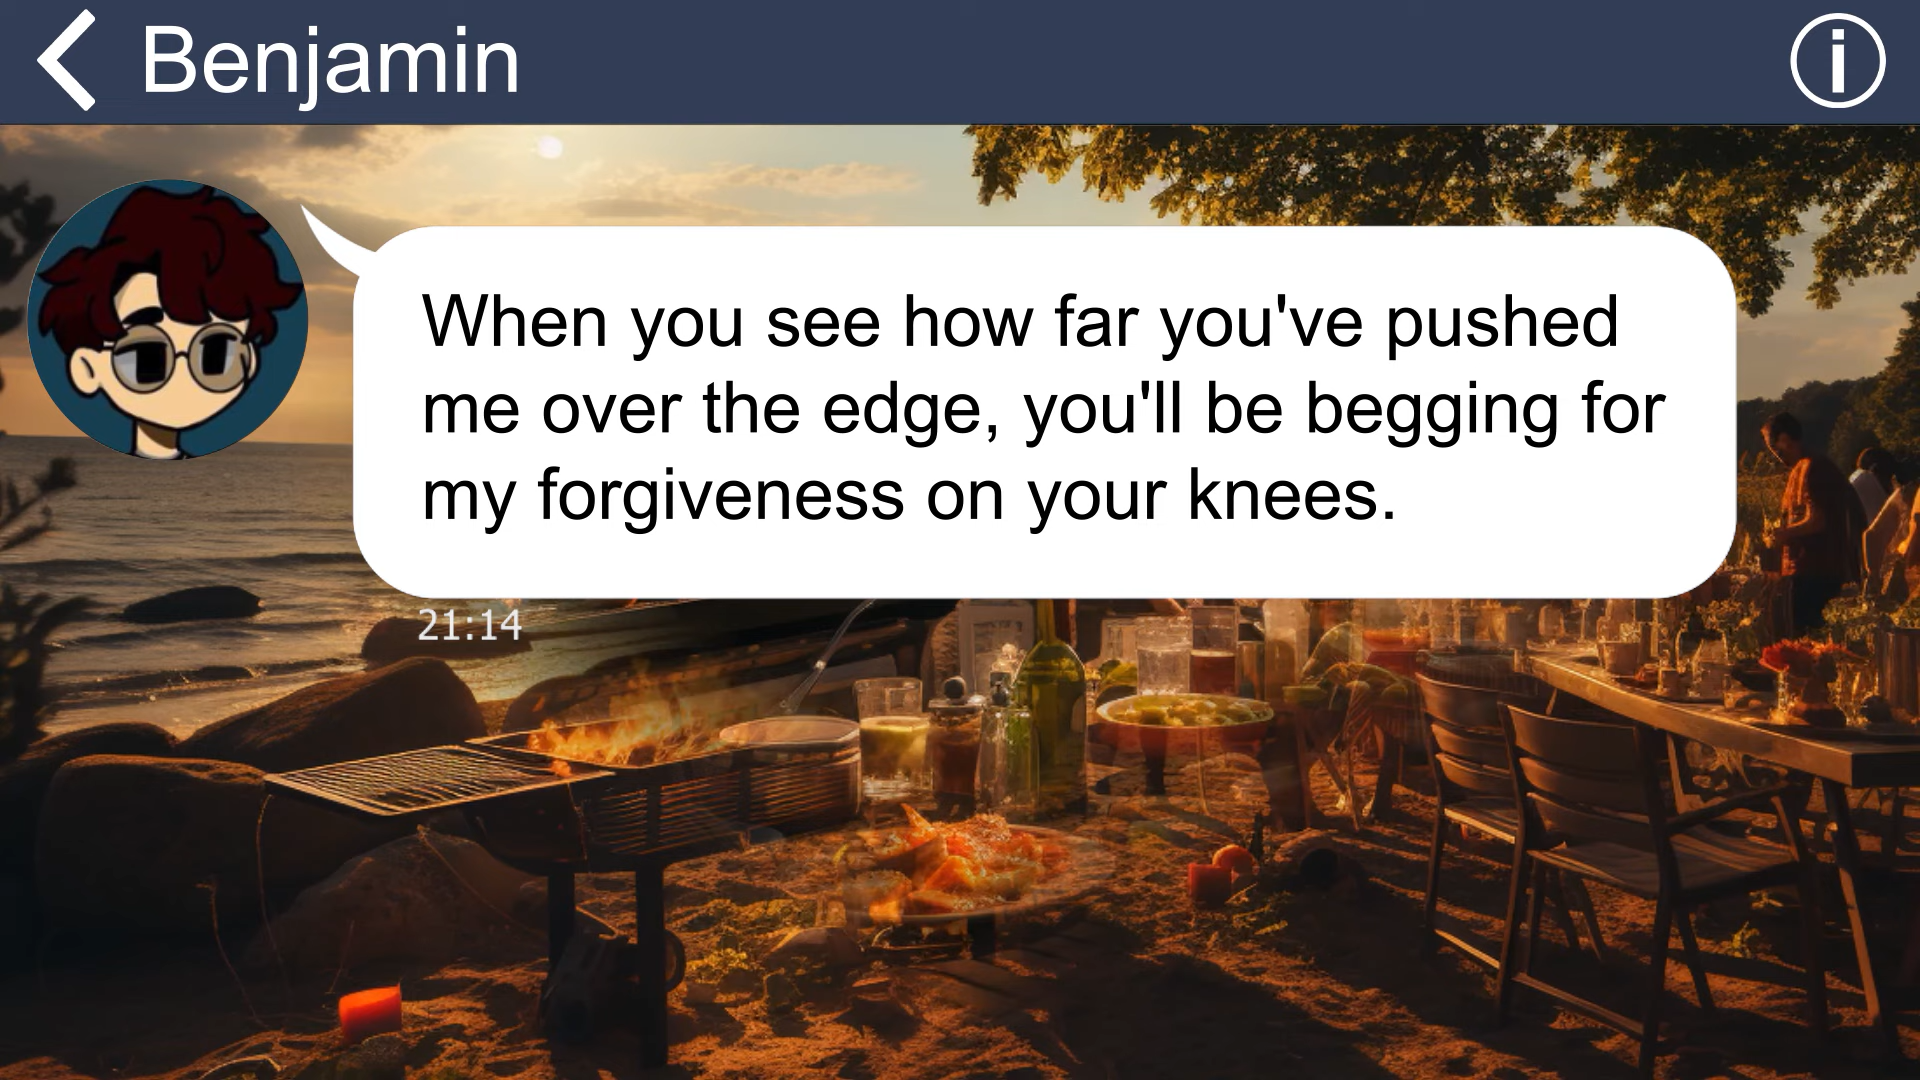 Benjamin
When you see how far you've pushed
me over the edge, you'll be begging for
my forgiveness on your knees.
21:14